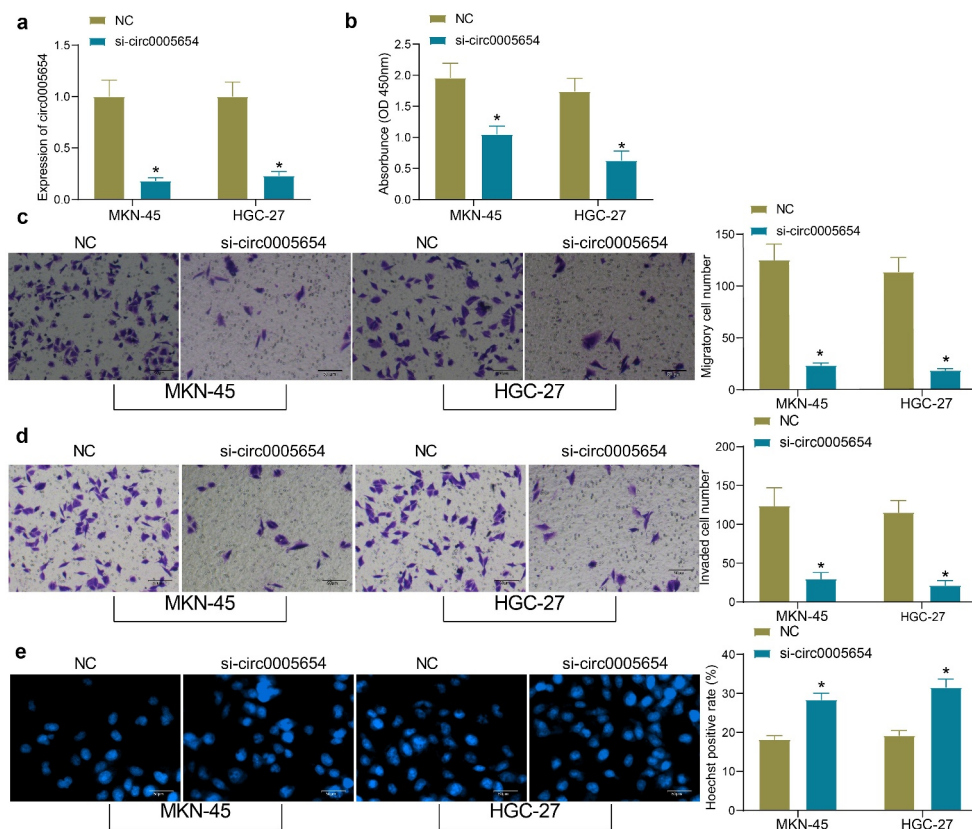 a
NC
si-circ0005654
Expression of circ0005654
1.5
1.0
0.5
0.0
*
*
MKN-45
HGC-27
b
NC
si-circ0005654
Absorbunce (OD 450nm)
2.5
2.0
1.5
1.0
0.5
0.0
*
*
MKN-45
HGC-27
c
NC
si-circ0005654
NC
si-circ0005654
MKN-45
HGC-27
NC
si-circ0005654
Migratory cell number
150
100
50
0
*
*
MKN-45
HGC-27
d
NC
si-circ0005654
NC
si-circ0005654
MKN-45
HGC-27
NC
si-circ0005654
Invaded cell number
200
150
100
50
0
*
*
MKN-45
HGC-27
e
NC
si-circ0005654
NC
si-circ0005654
MKN-45
HGC-27
NC
si-circ0005654
Hoechst positive rate (%)
40
30
20
10
0
*
*
MKN-45
HGC-27